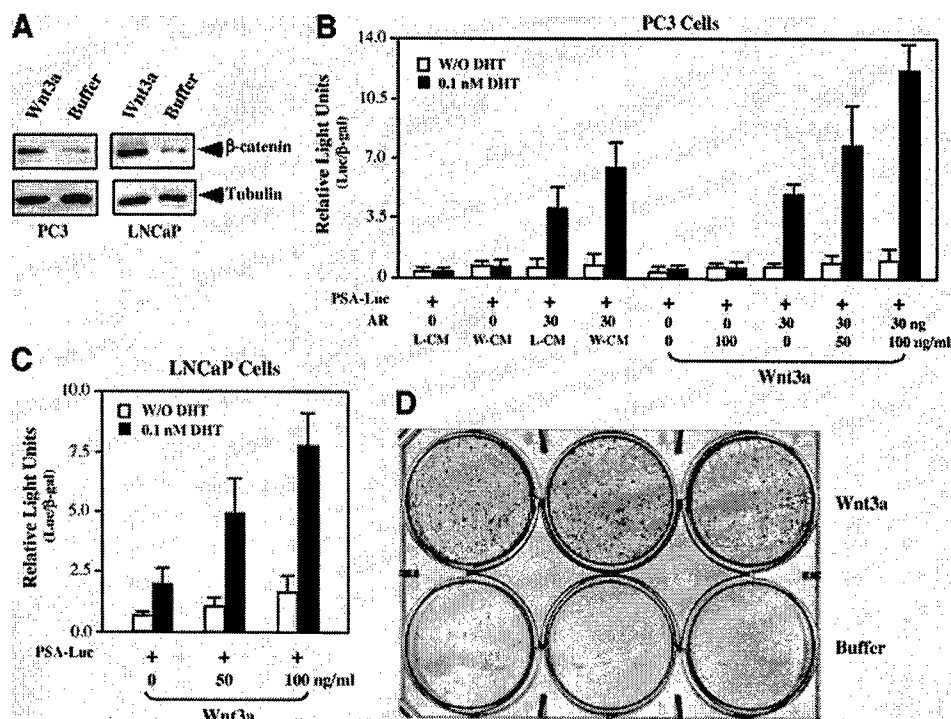 A
Wnt3a Buffer Wnt3a Buffer
β-catenin
Tubulin
PC3 LNCaP
B
PC3 Cells
W/O DHT
0.1 nM DHT
Relative Light Units
(Luc/β-gal)
14.0
10.5
7.0
3.5
0
PSA-Luc + + + + + + + + +
AR 0 0 30 30 0 0 30 30 30 ng
L-CM W-CM L-CM W-CM 0 100 0 50 100 ng/ml
Wnt3a
C
LNCaP Cells
W/O DHT
0.1 nM DHT
Relative Light Units
(Luc/β-gal)
10.0
7.5
5.0
2.5
0.0
PSA-Luc + + +
0 50 100 ng/ml
Wnt3a
D
Wnt3a
Buffer